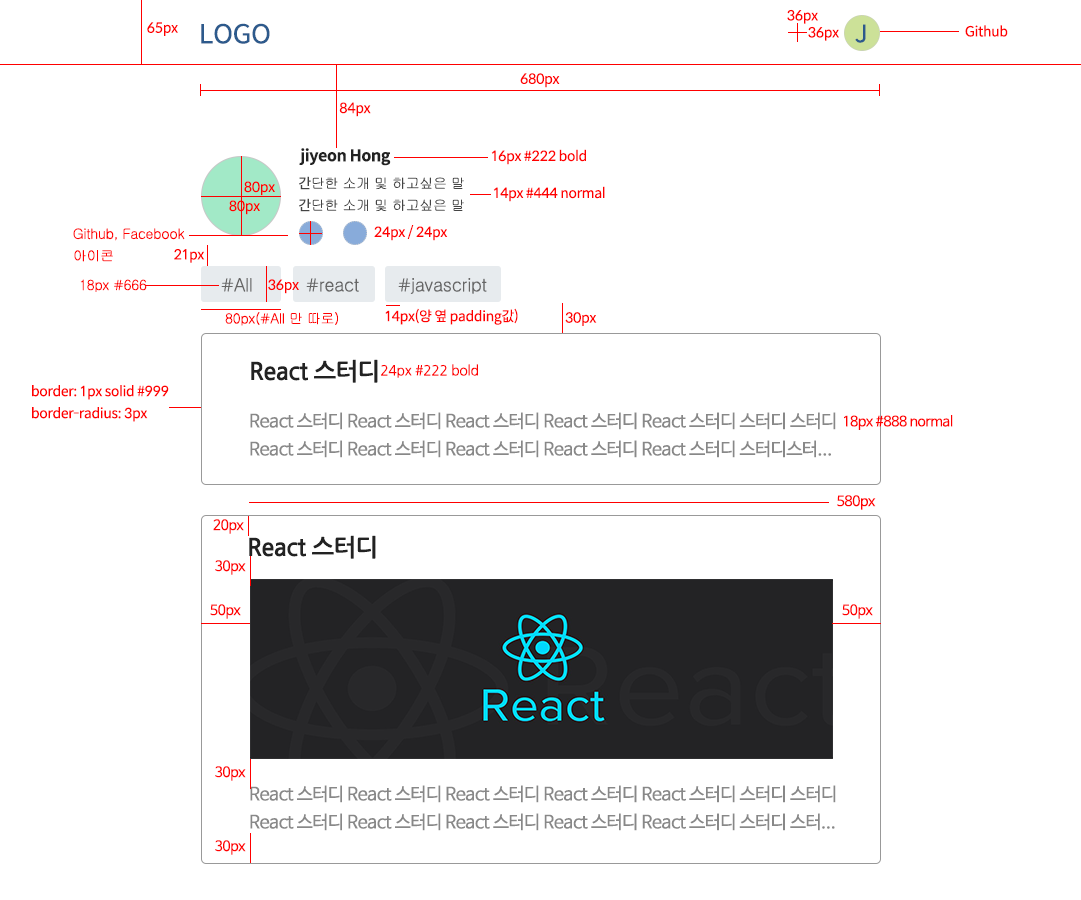 65px
LOGO
36px
36px
J
Github
680px
84px
jiyeon Hong
16px #222 bold
80px
80px
간단한 소개 및 하고싶은 말
간단한 소개 및 하고싶은 말
14px #444 normal
Github, Facebook
아이콘
24px / 24px
21px
18px #666
#All
36px
#react
#javascript
80px(#All 만 따로)
14px(양 옆 padding값)
30px
React 스터디
24px #222 bold
border: 1px solid #999
border-radius: 3px
React 스터디 React 스터디 React 스터디 React 스터디 React 스터디 스터디 스터디
18px #888 normal
React 스터디 React 스터디 React 스터디 React 스터디 React 스터디 스터디스터...
580px
20px
React 스터디
30px
50px
50px
React
React
30px
React 스터디 React 스터디 React 스터디 React 스터디 React 스터디 스터디 스터디
React 스터디 React 스터디 React 스터디 React 스터디 React 스터디 스터디 스터...
30px